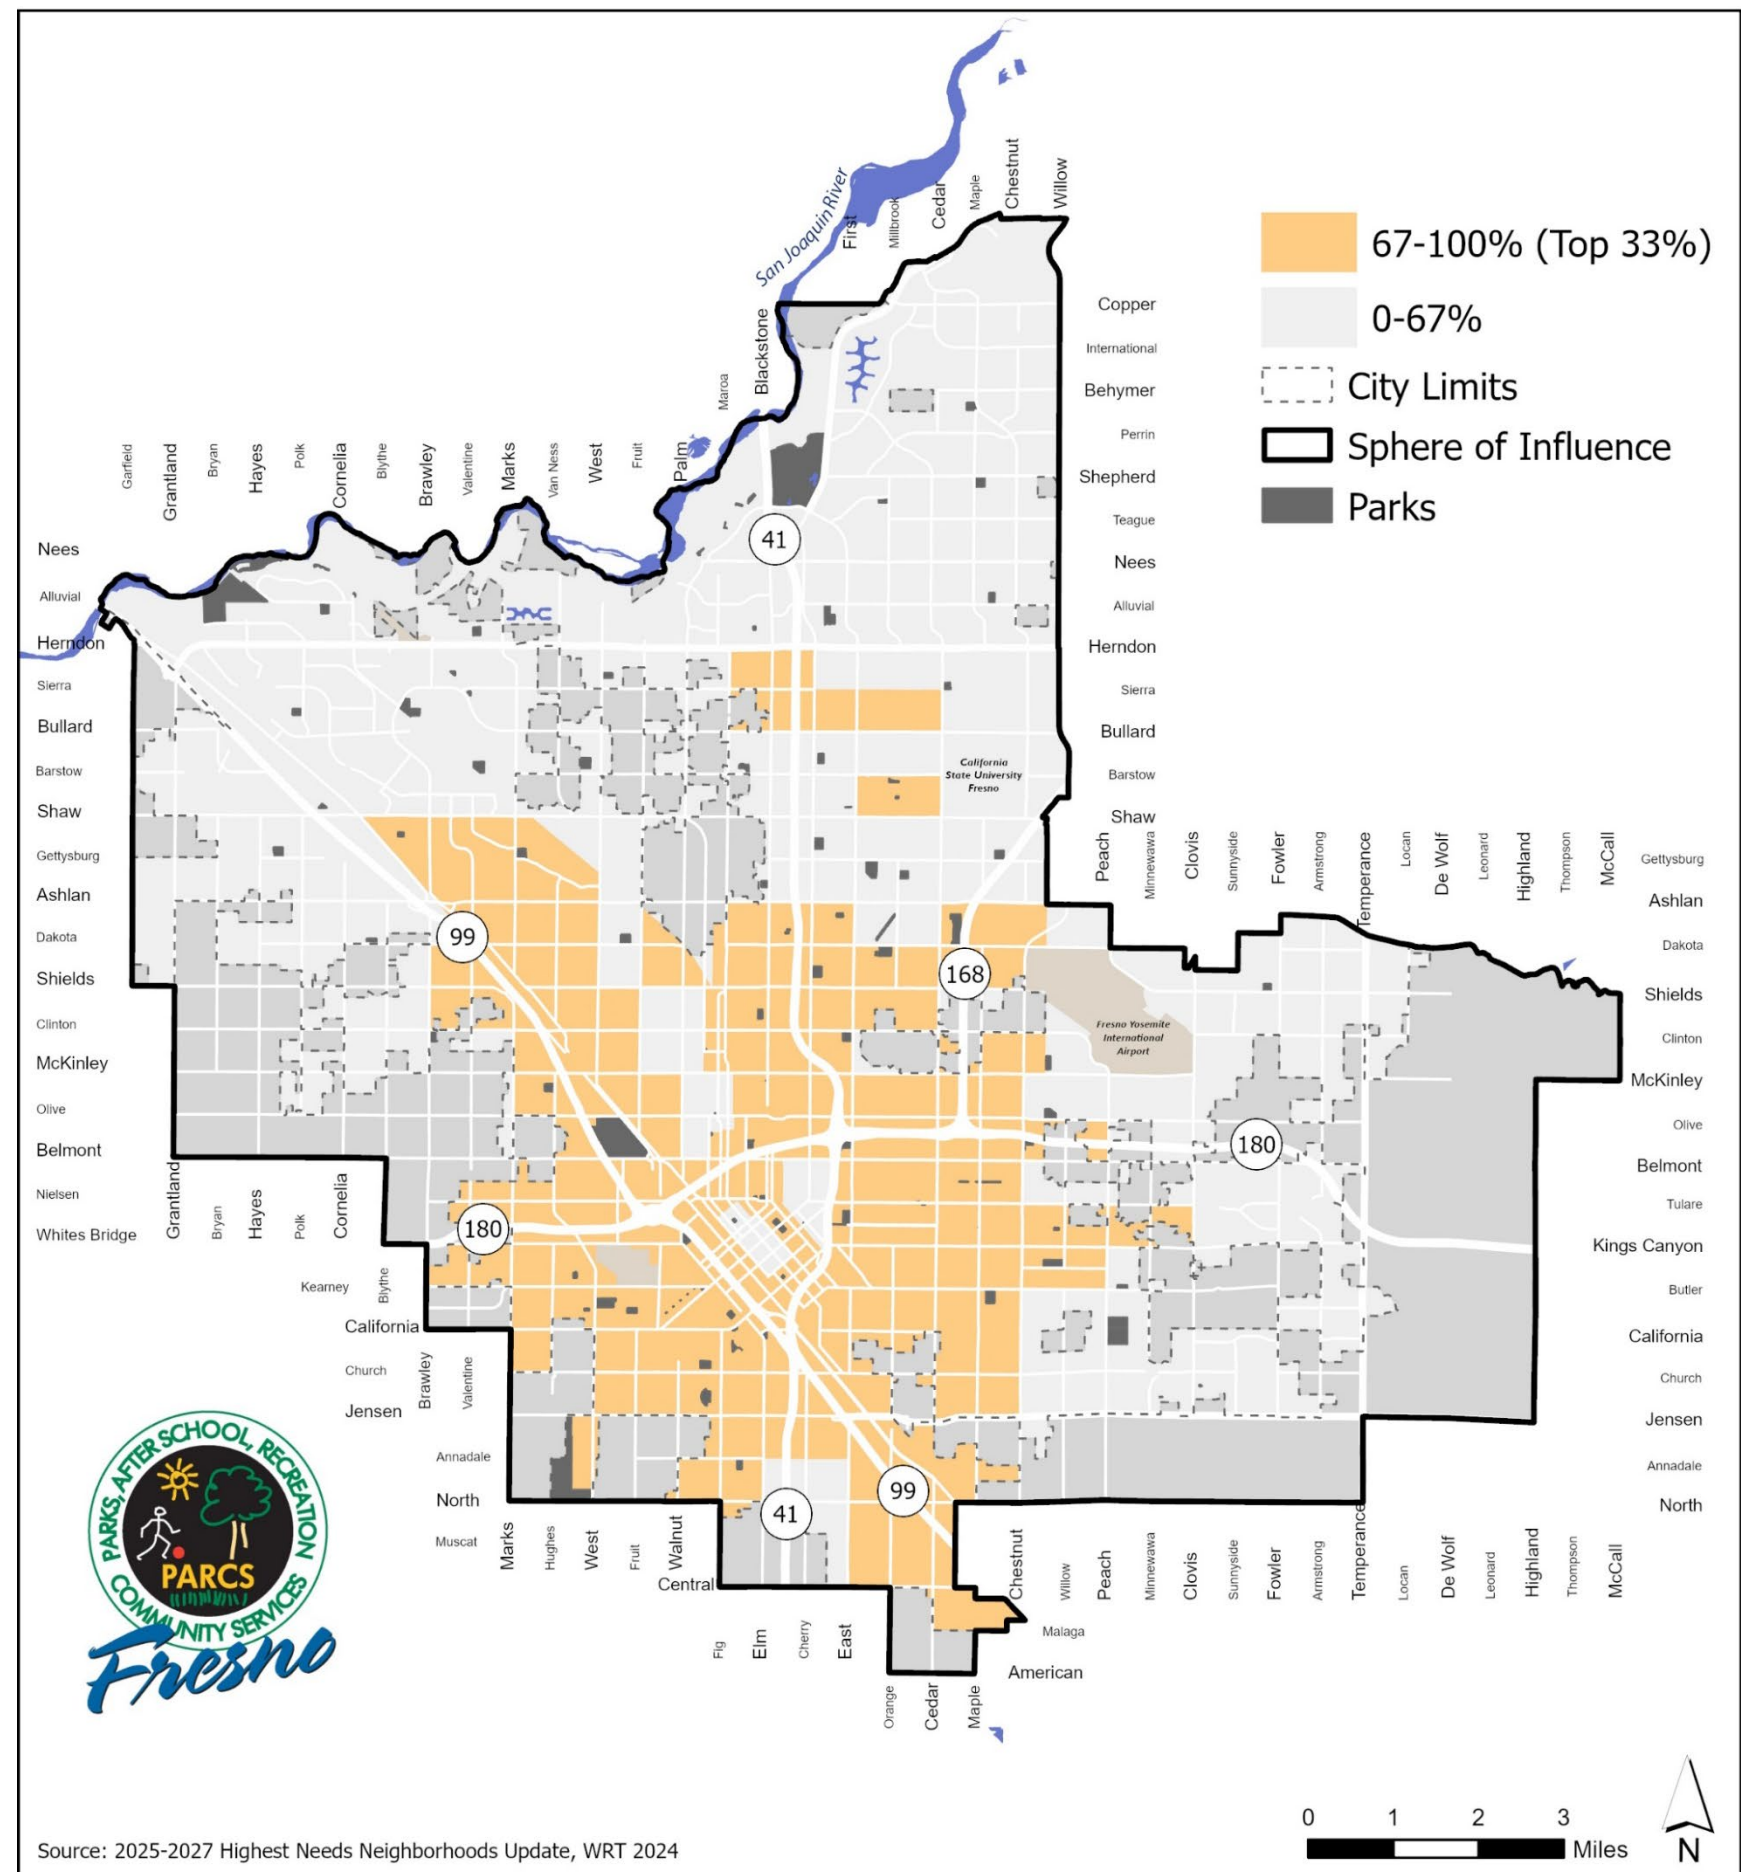 Chestnut
Willow
Maple
Cedar
Millbrook
First
San Joaquin River
67-100% (Top 33%)
0-67%
City Limits
Sphere of Influence
Parks
Copper
International
Behymer
Perrin
Shepherd
Teague
Nees
Alluvial
Herndon
Sierra
Bullard
Barstow
Shaw
Blackstone
Maroa
Palm
Fruit
West
Van Ness
Marks
Valentine
Brawley
Blythe
Cornelia
Polk
Hayes
Bryan
Grantland
Garfield
Nees
Alluvial
Herndon
Sierra
Bullard
Barstow
Shaw
Gettysburg
Ashlan
Dakota
Shields
Clinton
McKinley
Olive
Belmont
Nielsen
Whites Bridge
41
California
State University
Fresno
Peach
Minnewawa
Clovis
Sunnyside
Fowler
Armstrong
Temperance
Locan
De Wolf
Leonard
Highland
Thompson
McCall
Gettysburg
Ashlan
Dakota
Shields
Clinton
McKinley
Olive
Belmont
Tulare
Kings Canyon
Butler
California
Church
Jensen
Annadale
North
99
168
Fresno Yosemite
International
Airport
180
180
Grantland
Bryan
Hayes
Polk
Cornelia
Kearney
Blythe
California
Church
Brawley
Valentine
Jensen
Annadale
North
Muscat
99
41
Marks
Hughes
West
Fruit
Walnut
Central
Fig
Elm
Cherry
East
Orange
Cedar
Maple
Malaga
American
Chestnut
Willow
Peach
Minnewawa
Clovis
Sunnyside
Fowler
Armstrong
Temperance
Locan
De Wolf
Leonard
Highland
Thompson
McCall
PARKS, AFTER SCHOOL, RECREATION
COMMUNITY SERVICES
PARCS
Fresno
0 1 2 3
Miles
N
Source: 2025-2027 Highest Needs Neighborhoods Update, WRT 2024